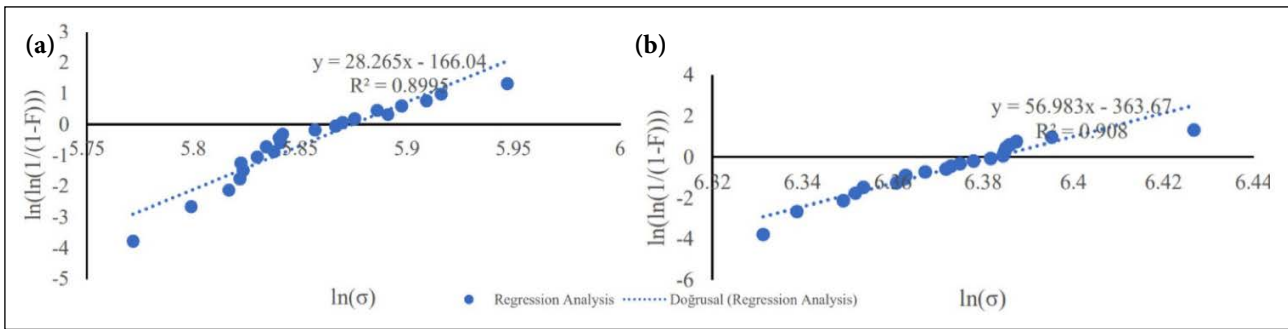 (a)
3
2
1
0
-1
-2
-3
-4
-5
ln(ln(1/(1-F)))
y = 28.265x - 166.04
R² = 0.8995
5.75
5.8
5.85
5.9
5.95
6
ln(σ)
(b)
4
2
0
-2
-4
-6
ln(ln(1/(1-F)))
y = 56.983x - 363.67
R² = 0.908
6.32
6.34
6.36
6.38
6.4
6.42
6.44
ln(σ)
Regression Analysis
Doğrusal (Regression Analysis)